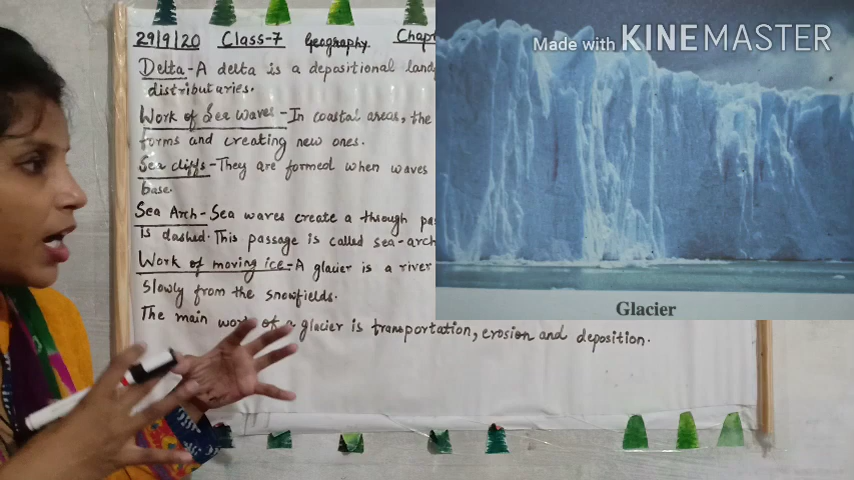 29/9/20 Class-7 Geography. Chap
Delta - A delta is a depositional land
distributaries.
Work of Sea waves - In coastal areas, the
forms and creating new ones.
Sea cliffs - They are formed when waves
base.
Sea Arch - Sea waves create a through pa
is dashed. This passage is called sea-arch
Work of moving ice - A glacier is a river
slowly from the snowfields.
The main work of a glacier is transportation, erosion and deposition.
Made with KINEMASTER
Glacier